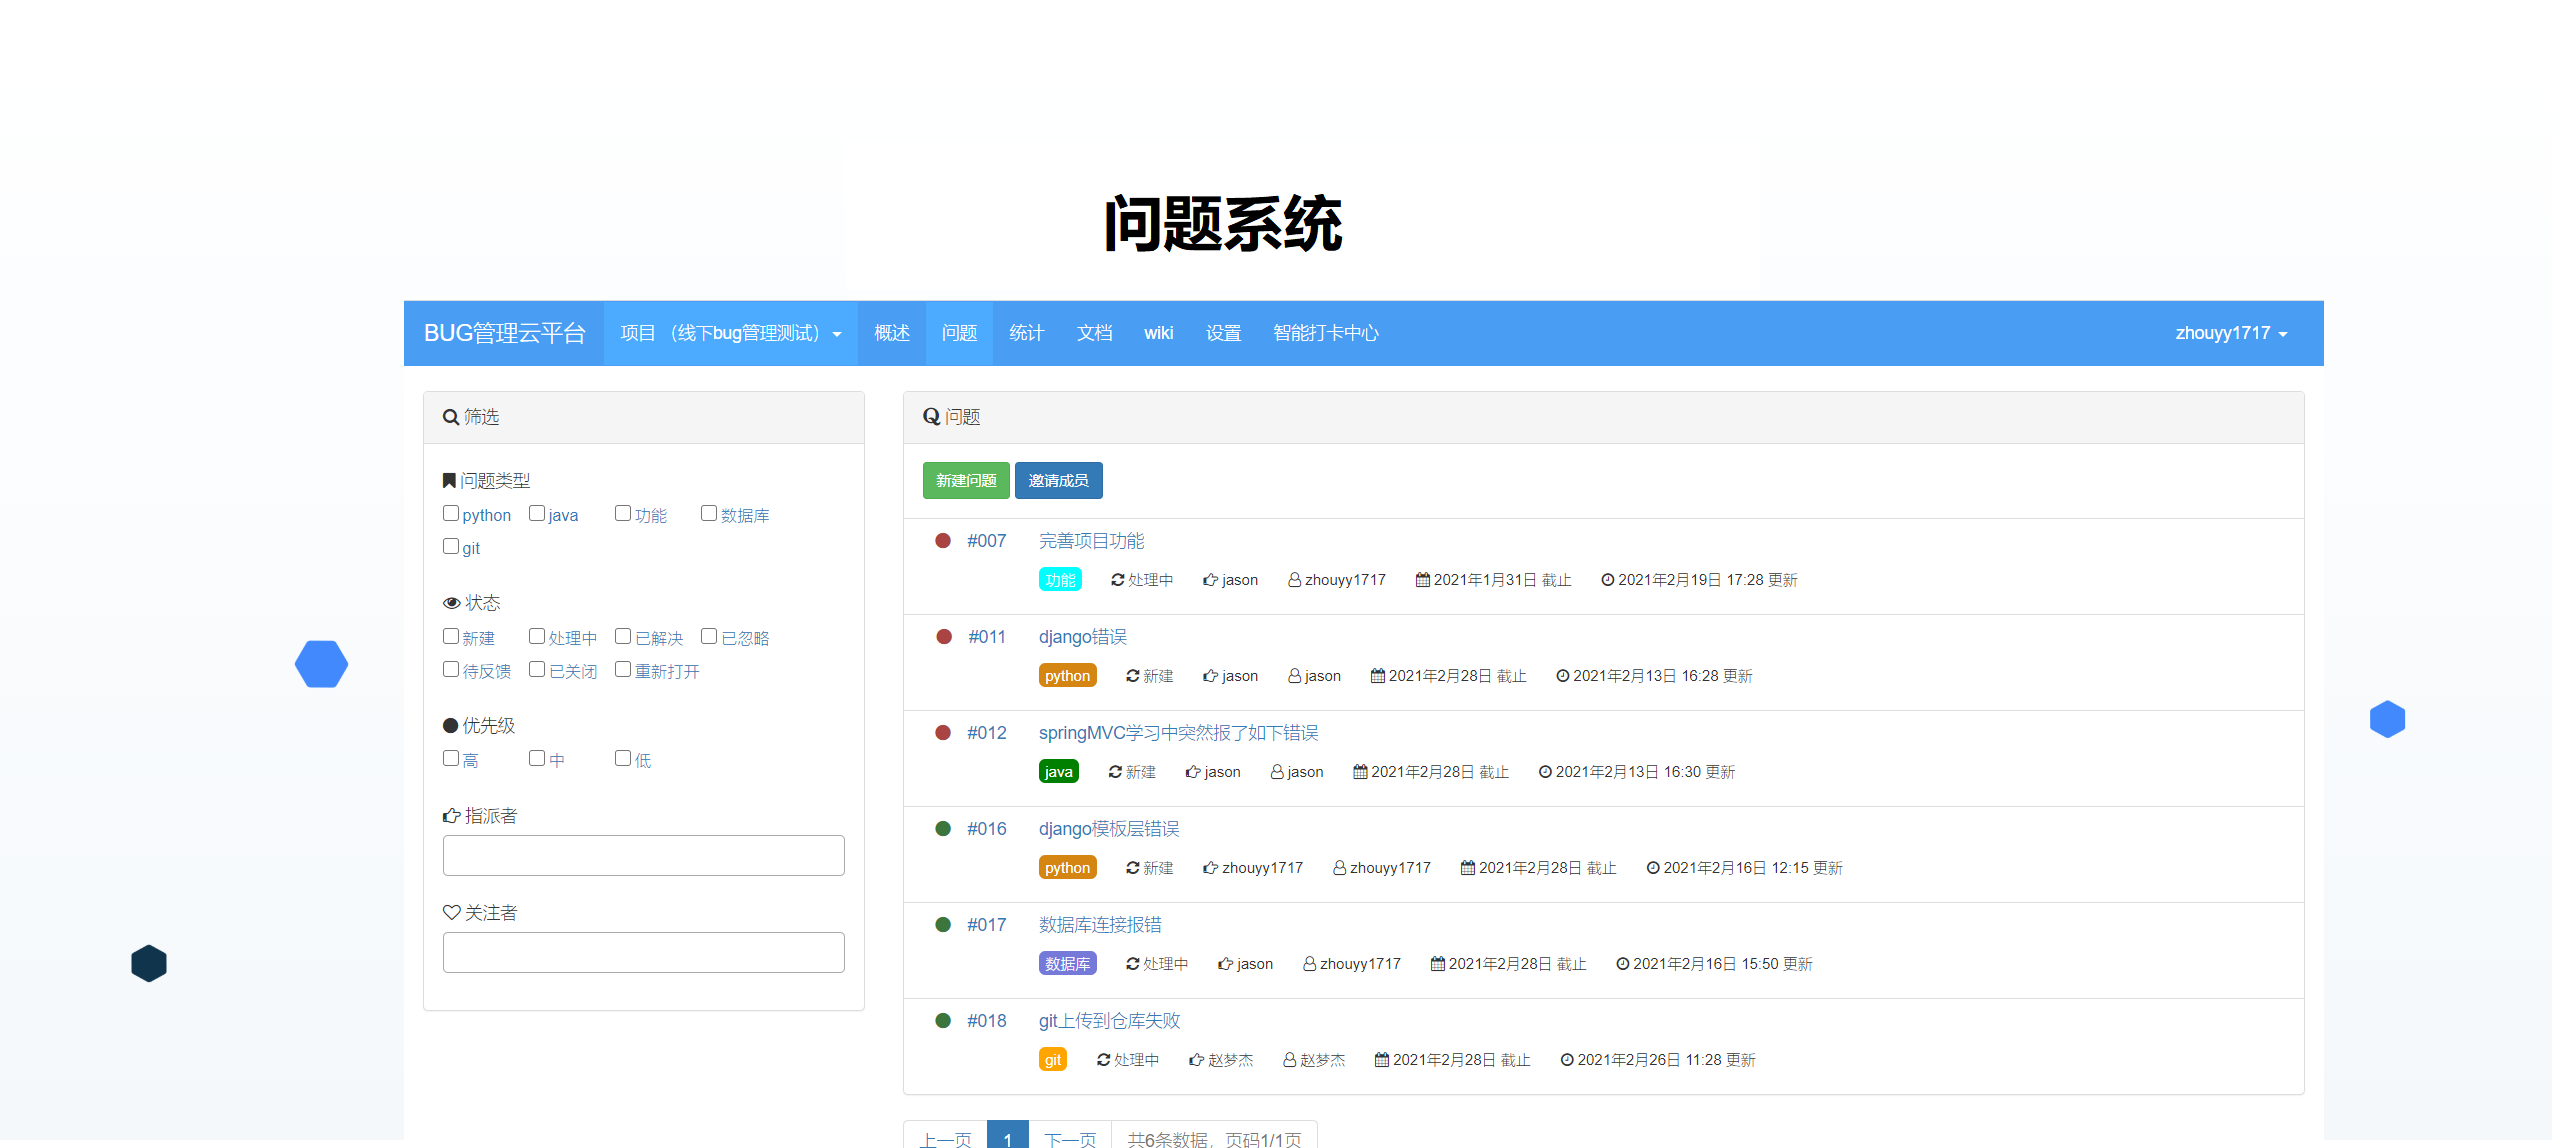 问题系统
BUG管理云平台 项目 （线下bug管理测试） 概述 问题 统计 文档 wiki 设置 智能打卡中心 zhouyy1717
筛选
问题类型
python java 功能 数据库
git
状态
新建 处理中 已解决 已忽略
待反馈 已关闭 重新打开
优先级
高 中 低
指派者
关注者
Q 问题
新建问题 邀请成员
#007 完善项目功能
功能 处理中 jason zhouyy1717 2021年1月31日 截止 2021年2月19日 17:28 更新
#011 django错误
python 新建 jason jason 2021年2月28日 截止 2021年2月13日 16:28 更新
#012 springMVC学习中突然报了如下错误
java 新建 jason jason 2021年2月28日 截止 2021年2月13日 16:30 更新
#016 django模板层错误
python 新建 zhouyy1717 zhouyy1717 2021年2月28日 截止 2021年2月16日 12:15 更新
#017 数据库连接报错
数据库 处理中 jason zhouyy1717 2021年2月28日 截止 2021年2月16日 15:50 更新
#018 git上传到仓库失败
git 处理中 赵梦杰 赵梦杰 2021年2月28日 截止 2021年2月26日 11:28 更新
上一页 1 下一页 共6条数据，页码1/1页